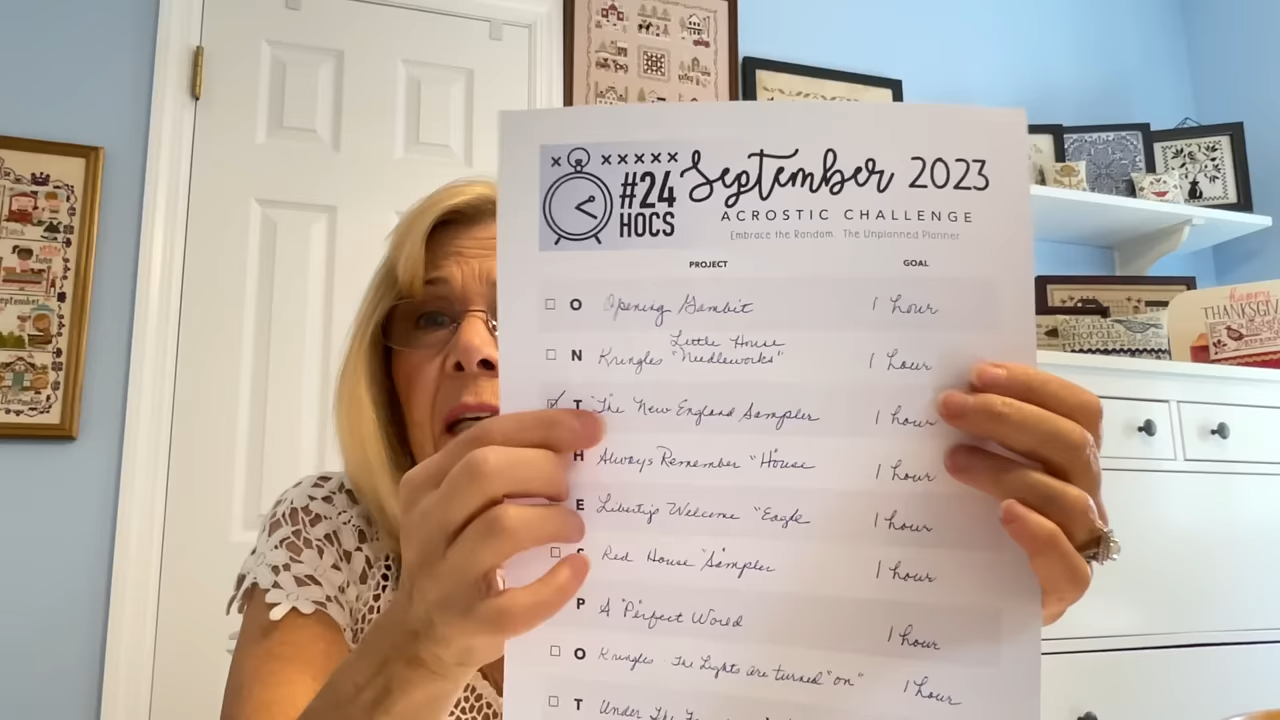 #24
HOCS
September 2023
ACROSTIC CHALLENGE
Embrace the Random. The Unplanned Planner
PROJECT GOAL
O Opening Gambit 1 hour
Little House
N Kringles "Needleworks" 1 hour
T "The New England Sampler 1 hour
H Always Remember "House 1 hour
E Liberty's Welcome "Eagle 1 hour
Red House "Sampler 1 hour
P A "Perfect World 1 hour
O Kringles The Lights are turned "on" 1 hour
T Under The
happy
THANKSGIV
June
September
December